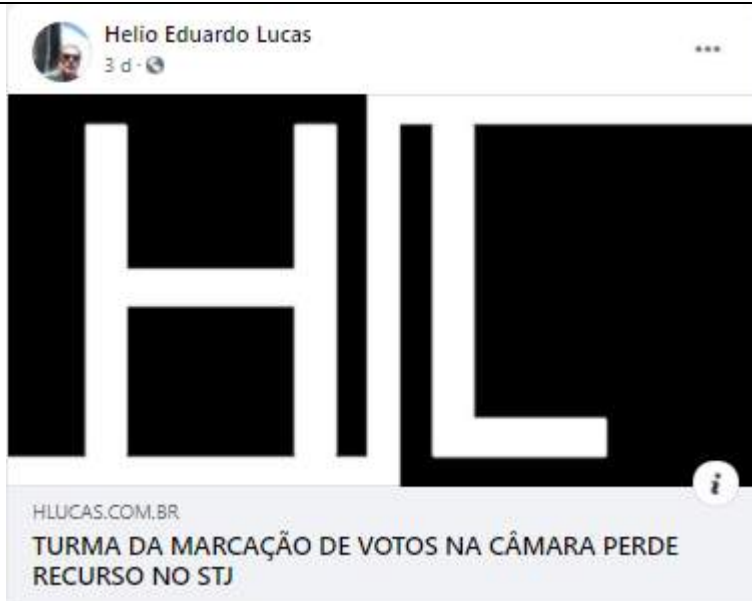 Helio Eduardo Lucas
3 d ·
HL
i
HLUCAS.COM.BR
TURMA DA MARCAÇÃO DE VOTOS NA CÂMARA PERDE
RECURSO NO STJ